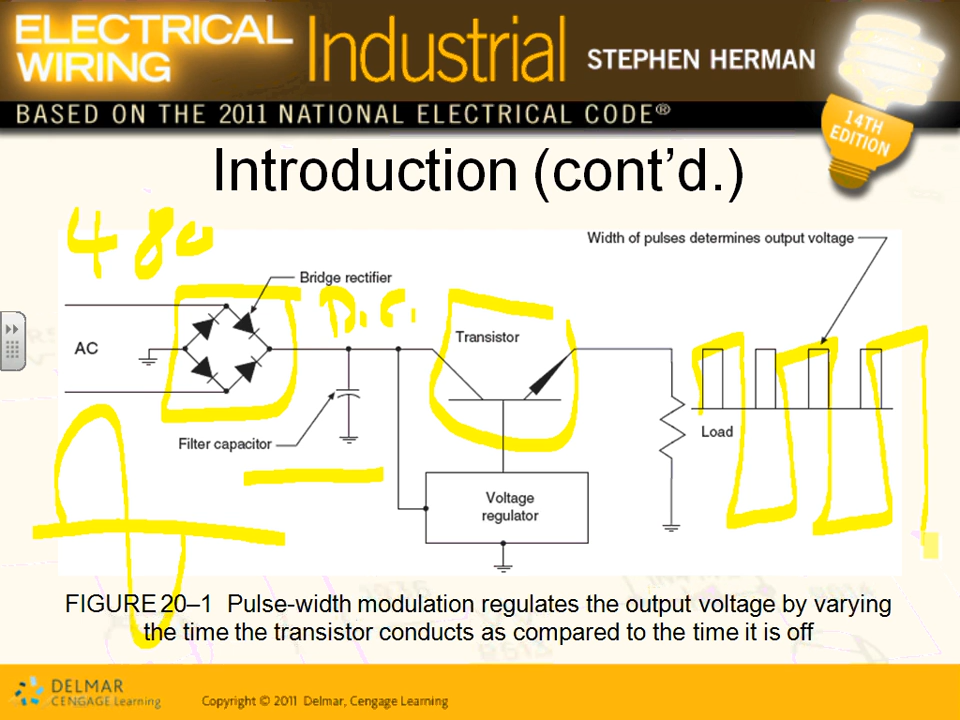 ELECTRICAL
WIRING
Industrial
STEPHEN HERMAN
BASED ON THE 2011 NATIONAL ELECTRICAL CODE®
14TH
EDITION
Introduction (cont’d.)
480
Width of pulses determines output voltage
Bridge rectifier
D.C.
Transistor
AC
Load
Filter capacitor
Voltage
regulator
FIGURE 20–1 Pulse-width modulation regulates the output voltage by varying
the time the transistor conducts as compared to the time it is off
DELMAR
CENGAGE Learning
Copyright © 2011 Delmar, Cengage Learning